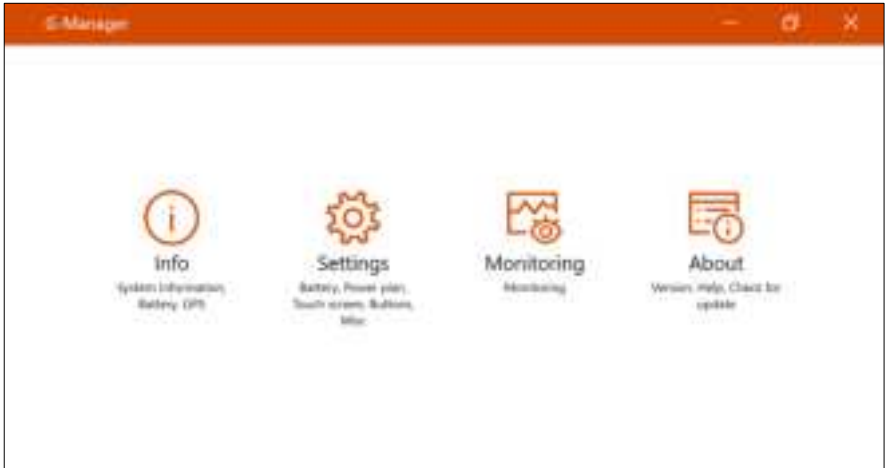 G-Manager
Info
System Information,
Battery, GPS
Settings
Battery, Power plan,
Touch screen, Buttons,
Misc
Monitoring
Monitoring
About
Version, Help, Check for
update